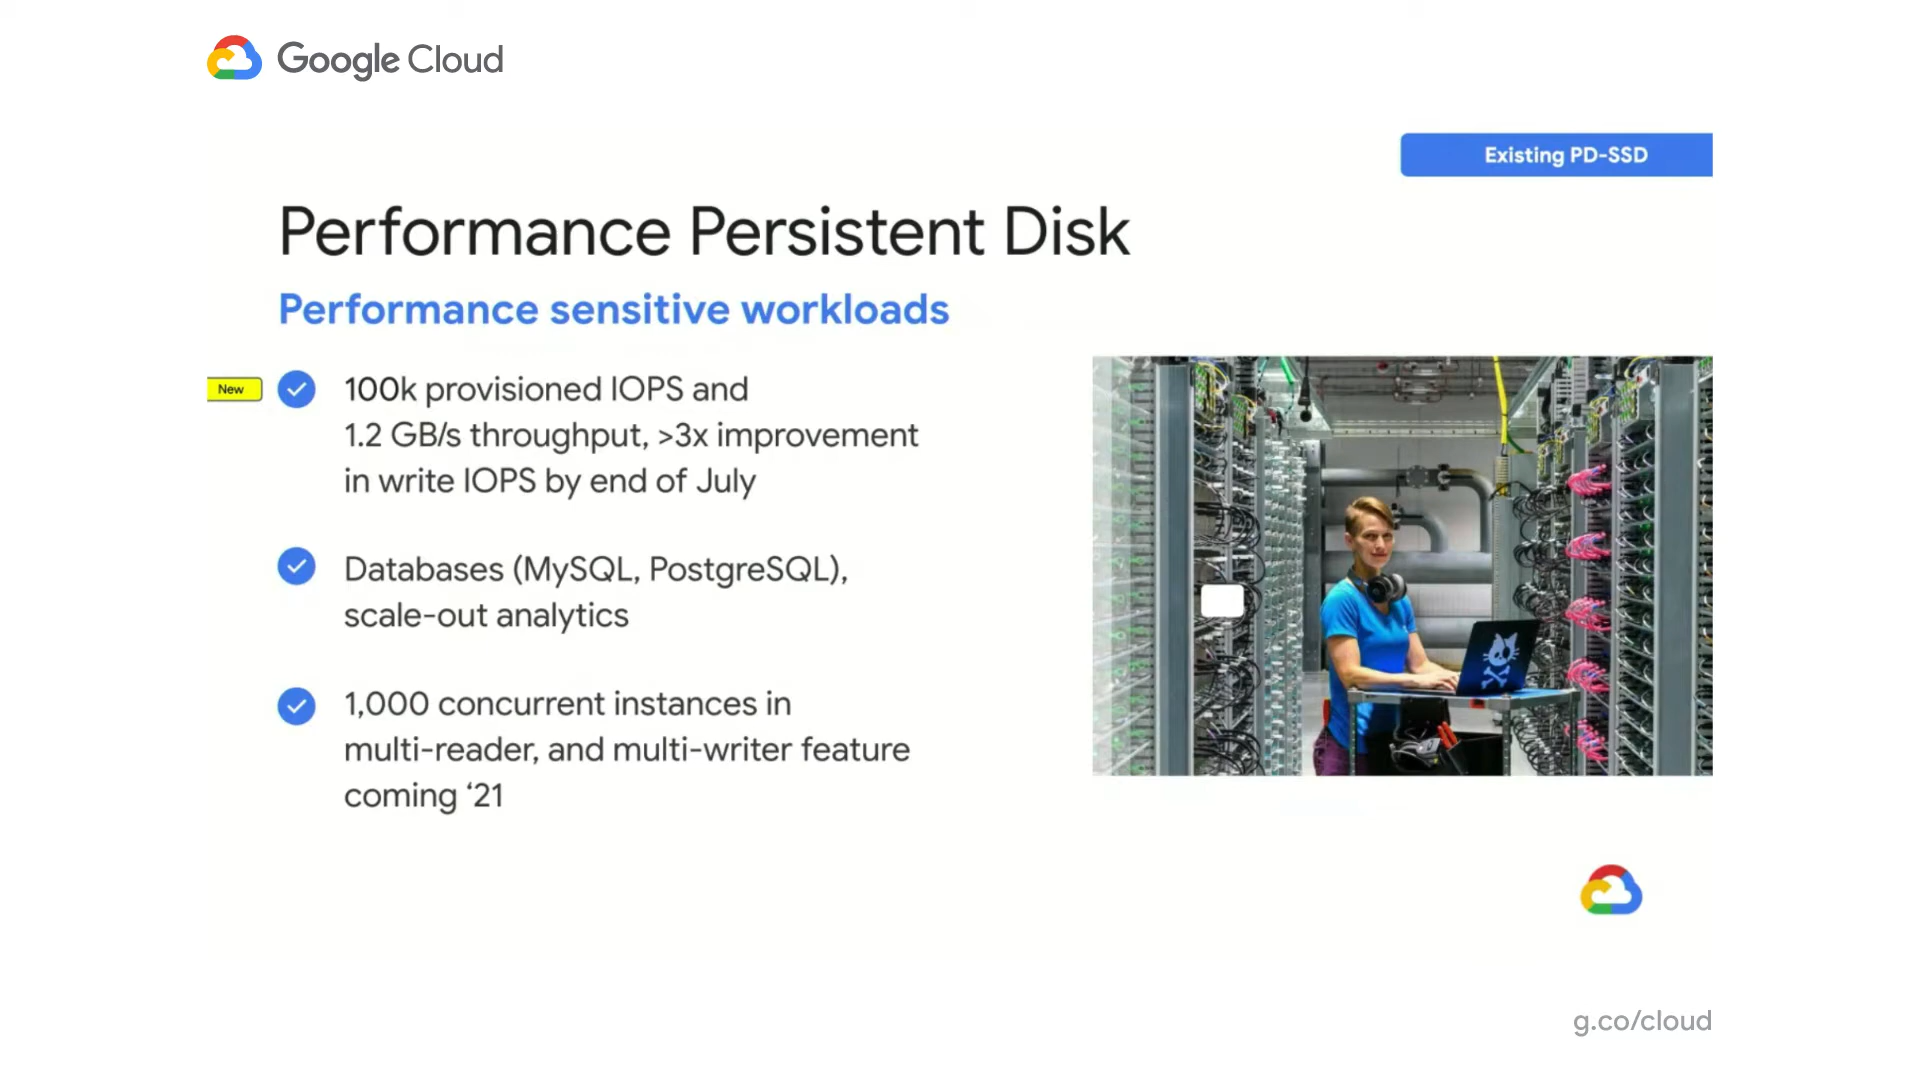 Google Cloud
Existing PD-SSD
Performance Persistent Disk
Performance sensitive workloads
New
100k provisioned IOPS and
1.2 GB/s throughput, >3x improvement
in write IOPS by end of July
Databases (MySQL, PostgreSQL),
scale-out analytics
1,000 concurrent instances in
multi-reader, and multi-writer feature
coming ‘21
g.co/cloud